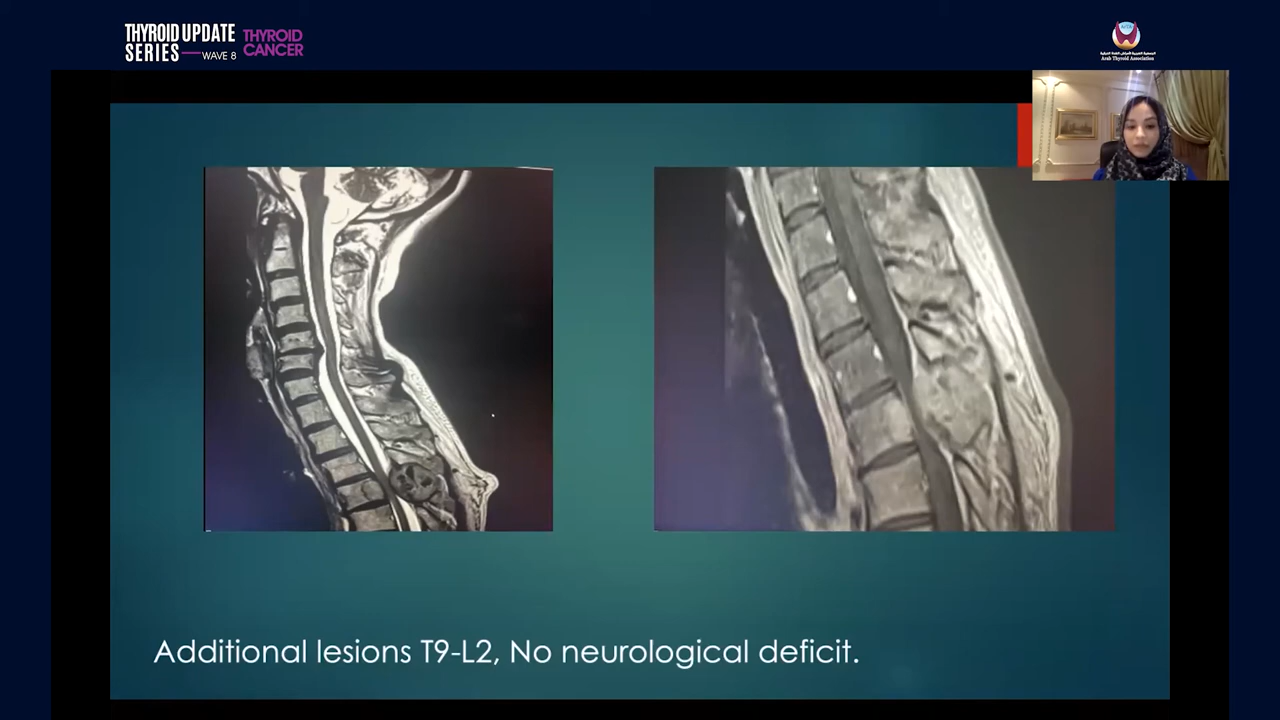 THYROID UPDATE
SERIES — WAVE 8
THYROID
CANCER
Arab Thyroid Association
Additional lesions T9-L2, No neurological deficit.